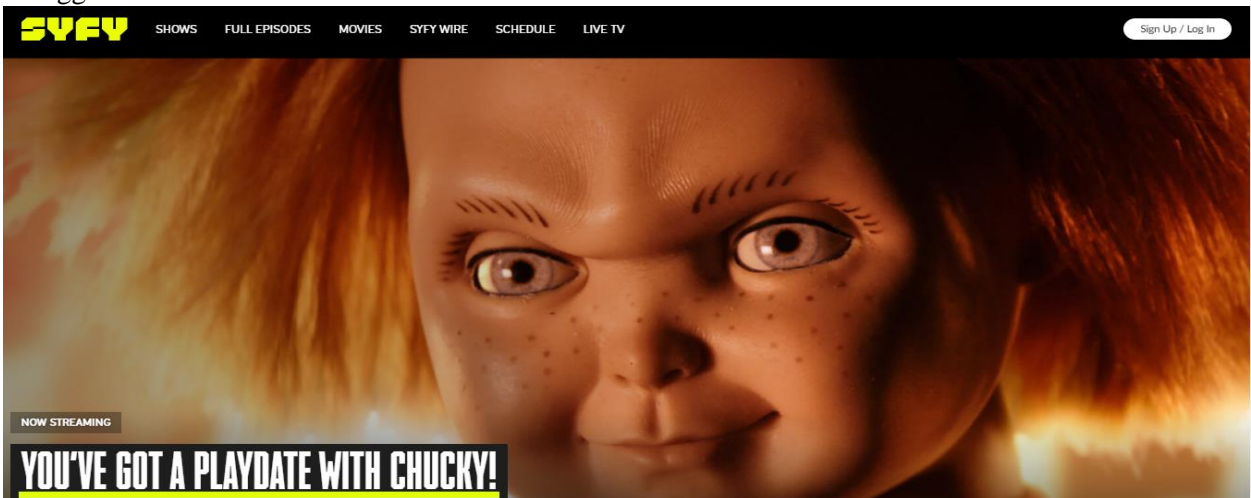 SYFY SHOWS FULL EPISODES MOVIES SYFY WIRE SCHEDULE LIVE TV Sign Up / Log In
NOW STREAMING
YOU'VE GOT A PLAYDATE WITH CHUCKY!